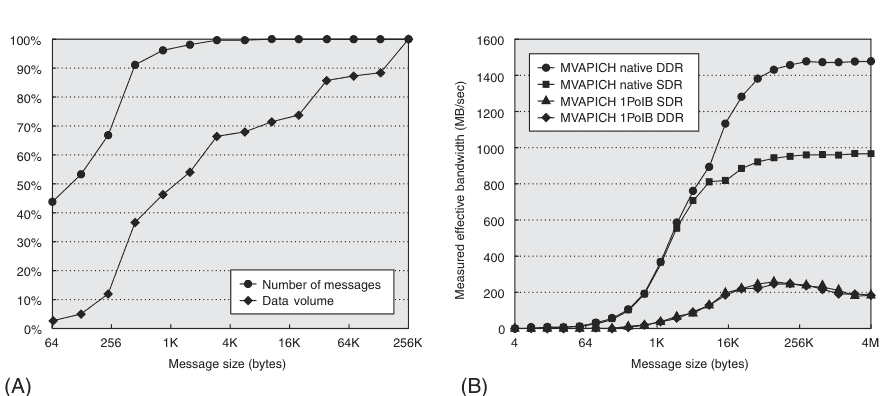 100%
90%
80%
70%
60%
50%
40%
30%
20%
10%
0%
Number of messages
Data volume
64 256 1K 4K 16K 64K 256K
Message size (bytes)
(A)
Measured effective bandwidth (MB/sec)
1600
1400
1200
1000
800
600
400
200
0
MVAPICH native DDR
MVAPICH native SDR
MVAPICH 1PoIB SDR
MVAPICH 1PoIB DDR
4 64 1K 16K 256K 4M
Message size (bytes)
(B)